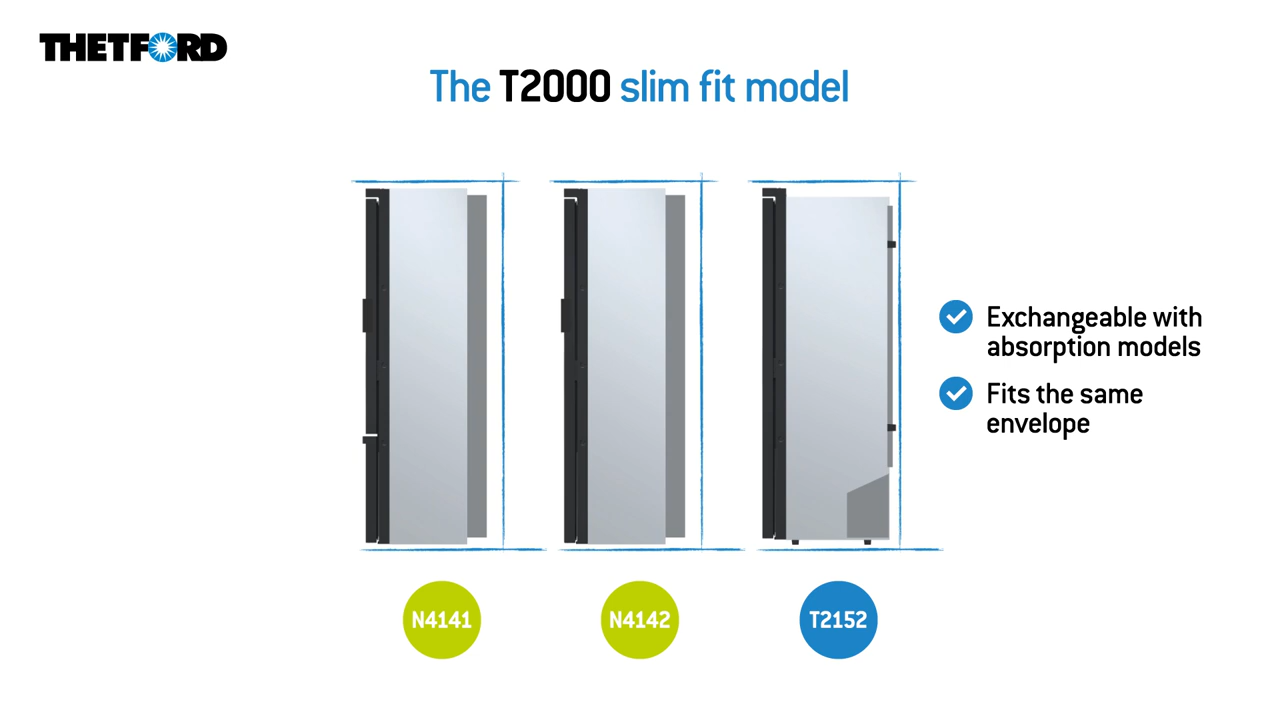 THETFORD
The T2000 slim fit model
Exchangeable with
absorption models
Fits the same
envelope
N4141
N4142
T2152